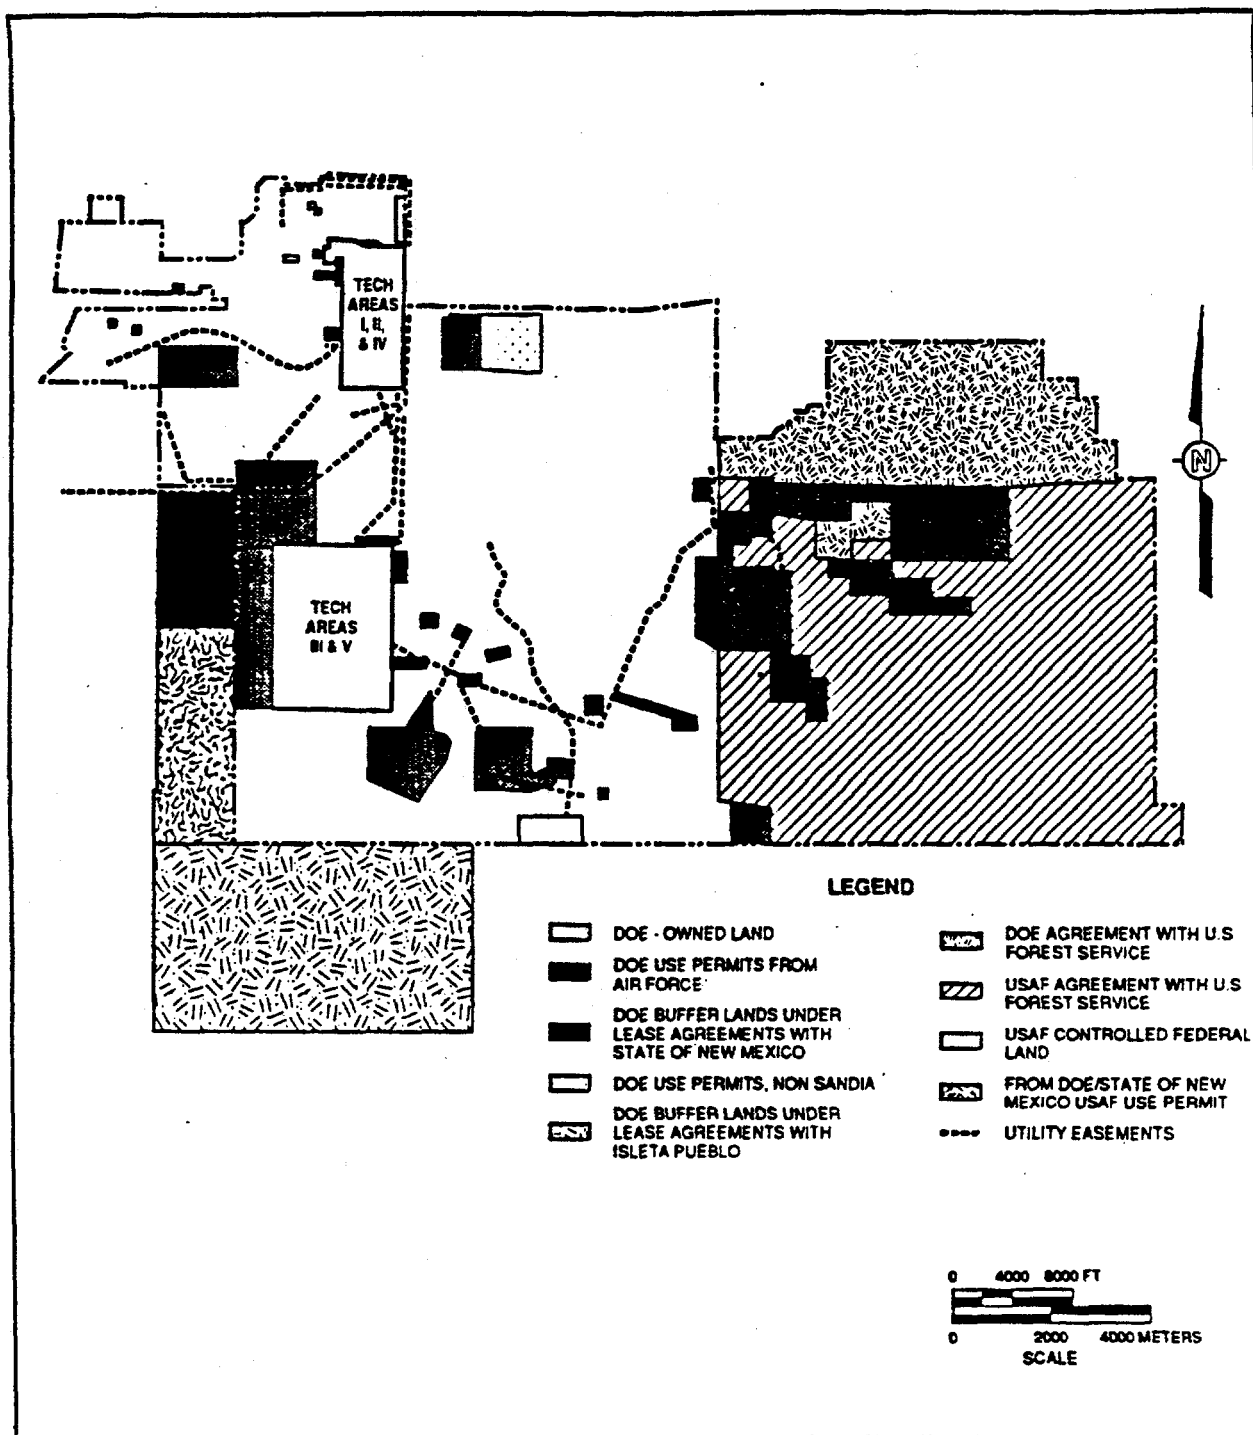 TECH
AREAS
I, II,
& IV
N
TECH
AREAS
III & V
LEGEND
DOE - OWNED LAND
DOE USE PERMITS FROM
AIR FORCE
DOE BUFFER LANDS UNDER
LEASE AGREEMENTS WITH
STATE OF NEW MEXICO
DOE USE PERMITS, NON SANDIA
DOE BUFFER LANDS UNDER
LEASE AGREEMENTS WITH
ISLETA PUEBLO
DOE AGREEMENT WITH U.S
FOREST SERVICE
USAF AGREEMENT WITH U.S
FOREST SERVICE
USAF CONTROLLED FEDERAL
LAND
FROM DOE/STATE OF NEW
MEXICO USAF USE PERMIT
UTILITY EASEMENTS
0 4000 8000 FT
0 2000 4000 METERS
SCALE